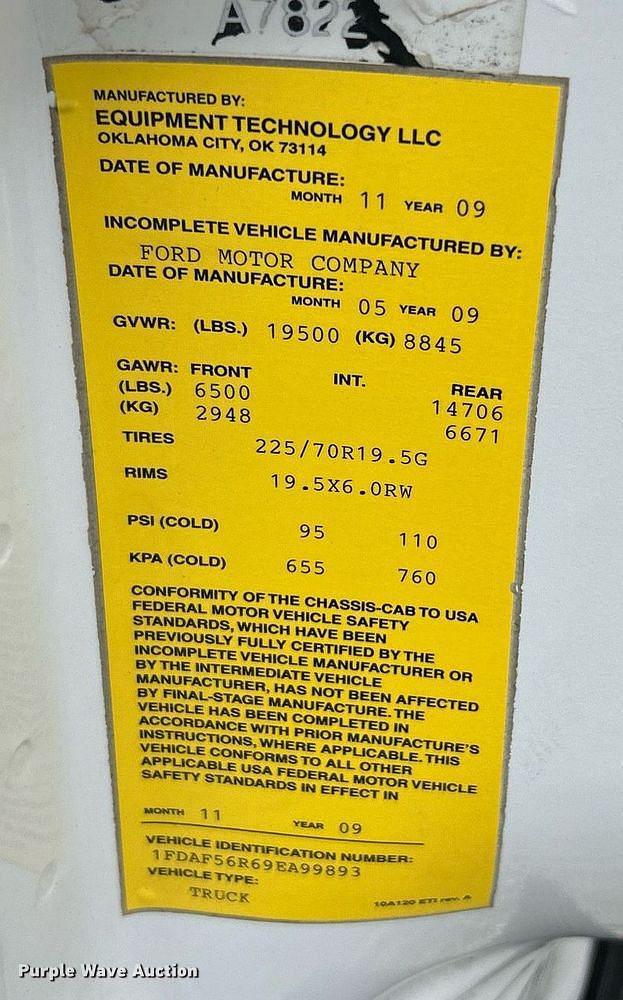 A7822
MANUFACTURED BY:
EQUIPMENT TECHNOLOGY LLC
OKLAHOMA CITY, OK 73114
DATE OF MANUFACTURE:
MONTH 11 YEAR 09
INCOMPLETE VEHICLE MANUFACTURED BY:
FORD MOTOR COMPANY
DATE OF MANUFACTURE:
MONTH 05 YEAR 09
GVWR: (LBS.) 19500 (KG) 8845
GAWR: FRONT INT. REAR
(LBS.) 6500 14706
(KG) 2948 6671
TIRES 225/70R19.5G
RIMS 19.5X6.0RW
PSI (COLD) 95 110
KPA (COLD) 655 760
CONFORMITY OF THE CHASSIS-CAB TO USA
FEDERAL MOTOR VEHICLE SAFETY
STANDARDS, WHICH HAVE BEEN
PREVIOUSLY FULLY CERTIFIED BY THE
INCOMPLETE VEHICLE MANUFACTURER OR
BY THE INTERMEDIATE VEHICLE
MANUFACTURER, HAS NOT BEEN AFFECTED
BY FINAL-STAGE MANUFACTURE. THE
VEHICLE HAS BEEN COMPLETED IN
ACCORDANCE WITH PRIOR MANUFACTURE'S
INSTRUCTIONS, WHERE APPLICABLE. THIS
VEHICLE CONFORMS TO ALL OTHER
APPLICABLE USA FEDERAL MOTOR VEHICLE
SAFETY STANDARDS IN EFFECT IN
MONTH 11 YEAR 09
VEHICLE IDENTIFICATION NUMBER:
1FDAF56R69EA99893
VEHICLE TYPE:
TRUCK
10A120 ETI rev. A
Purple Wave Auction